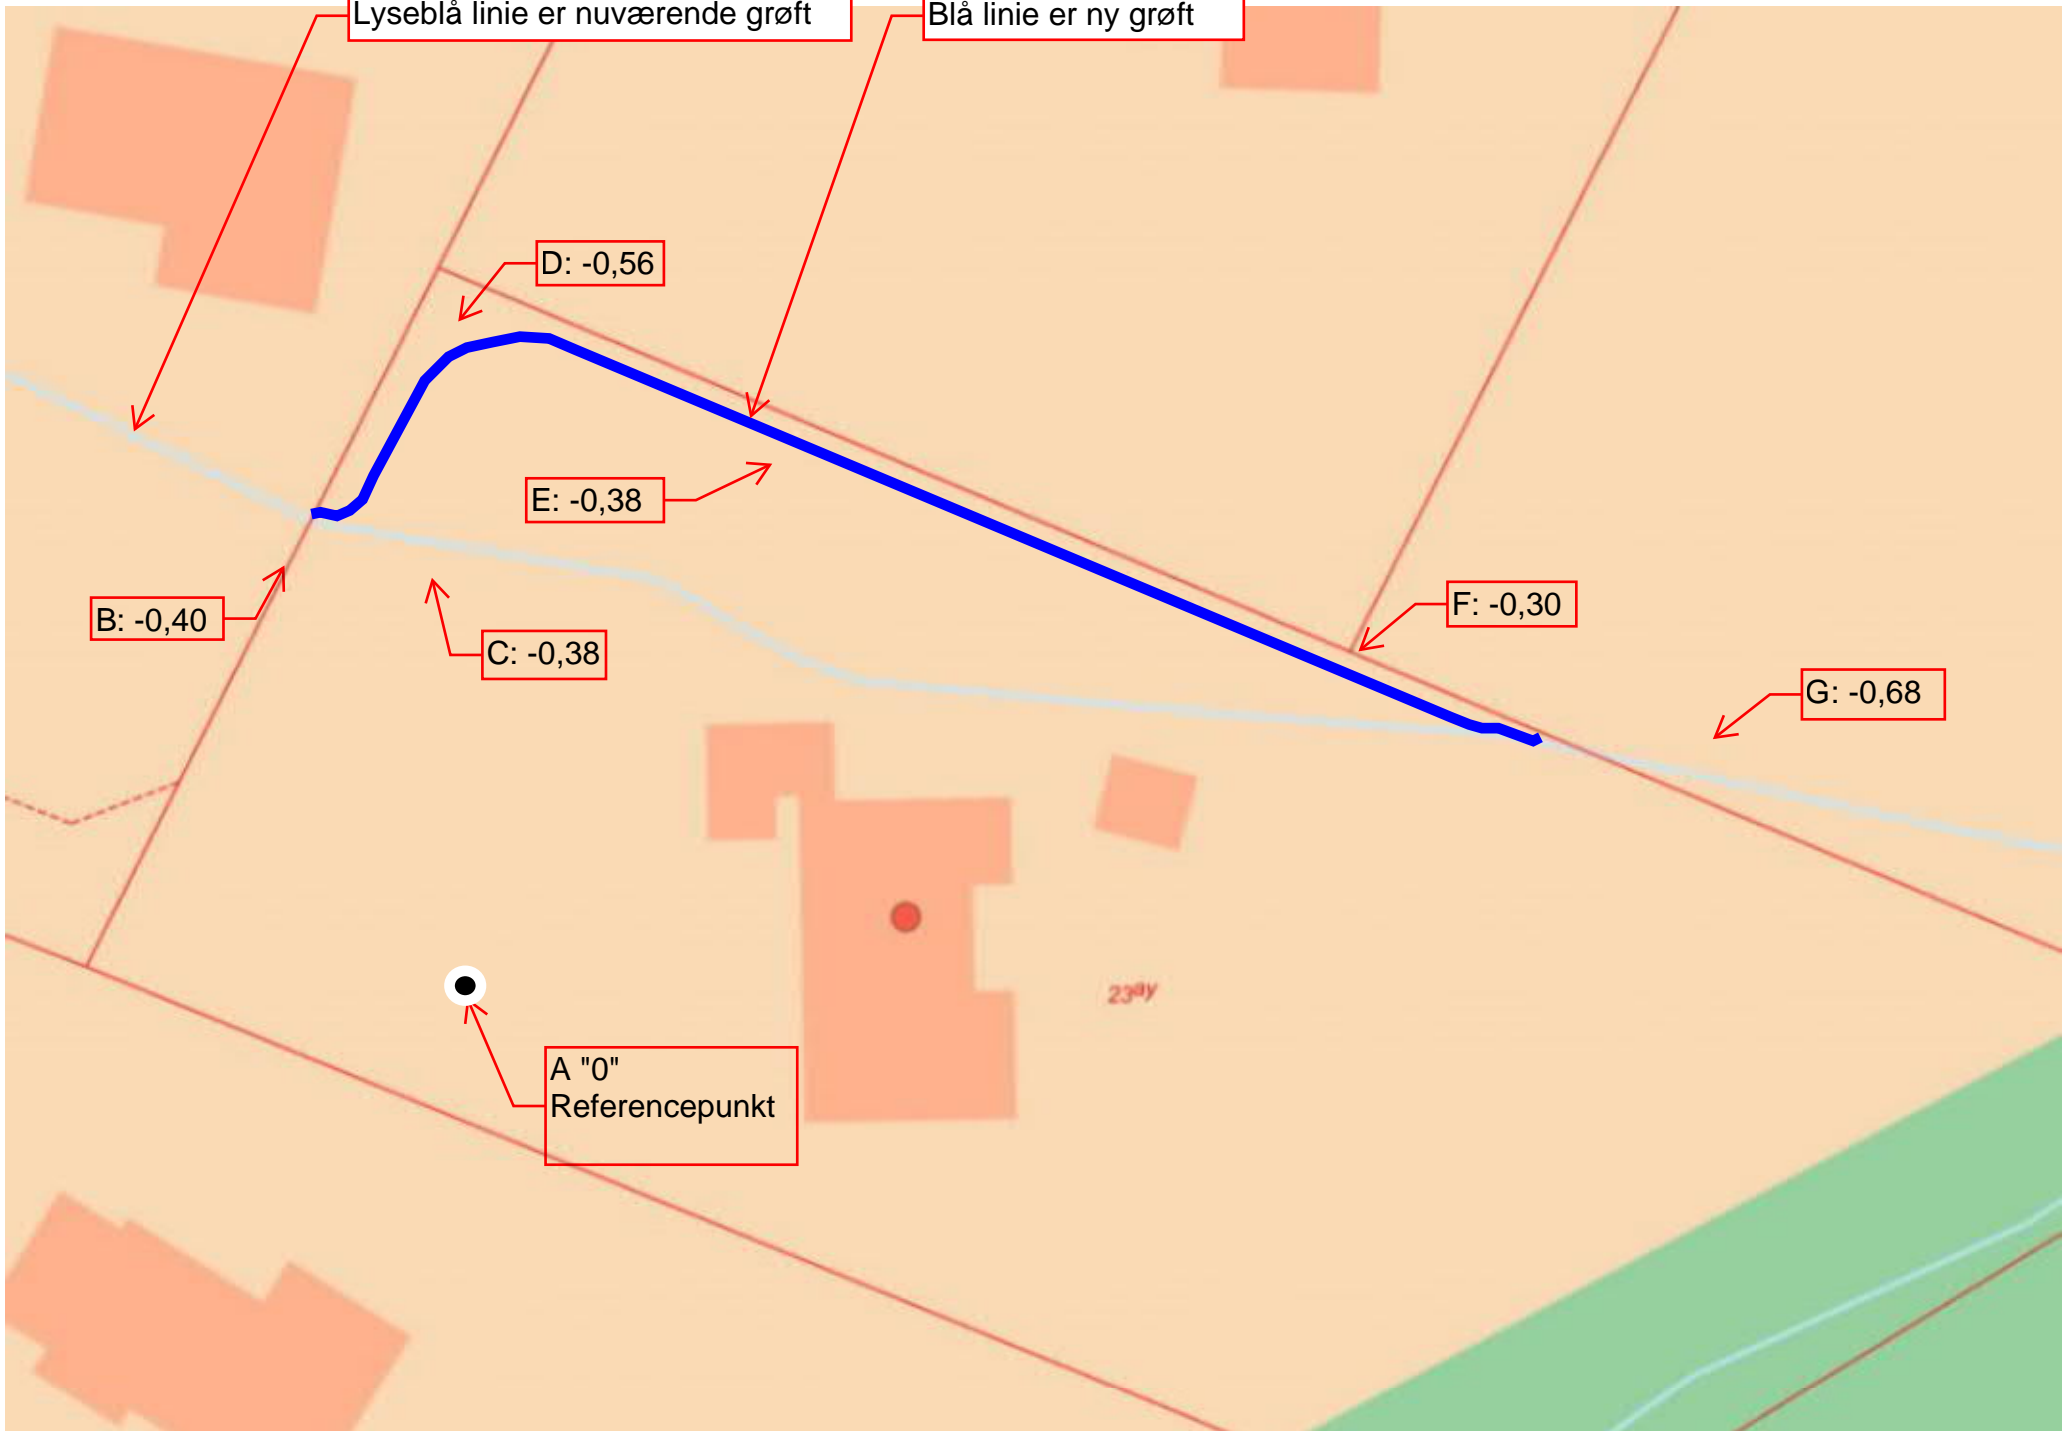 Lyseblå linie er nuværende grøft
Blå linie er ny grøft
D: -0,56
E: -0,38
B: -0,40
C: -0,38
F: -0,30
G: -0,68
23ay
A "0"
Referencepunkt